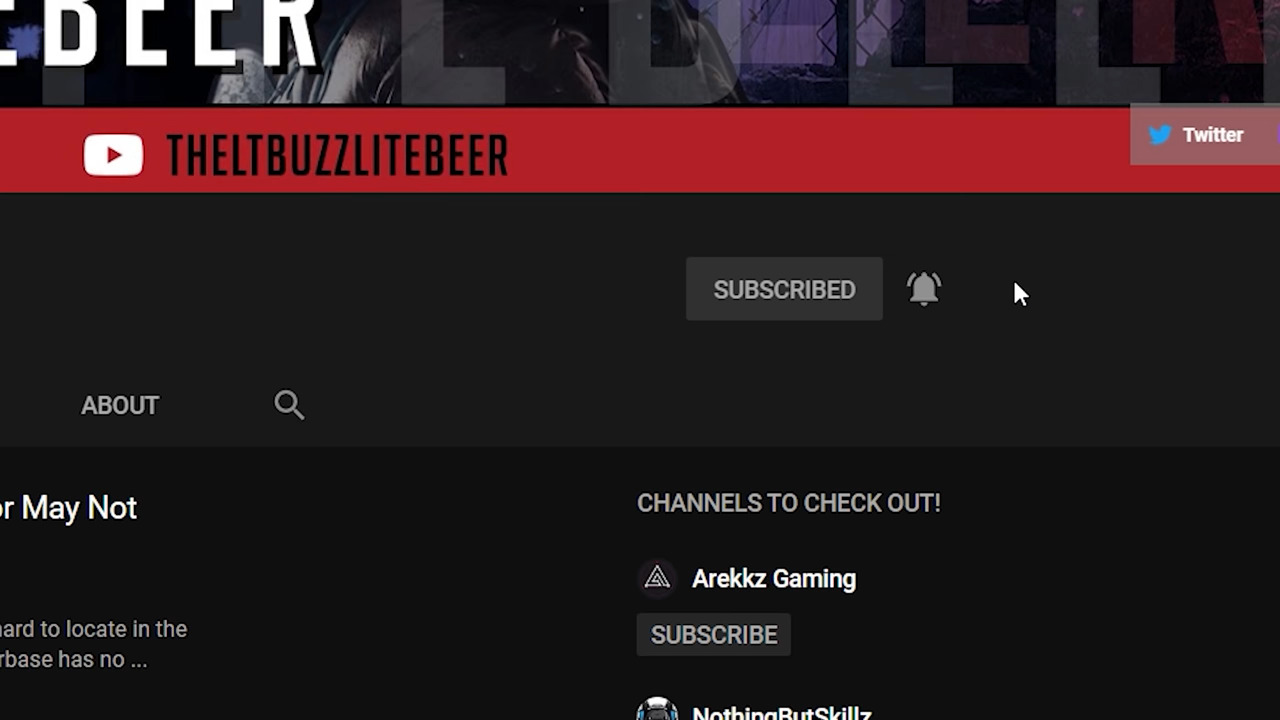 EBEER
THELTBUZZLITEBEER
Twitter
SUBSCRIBED
ABOUT
or May Not
CHANNELS TO CHECK OUT!
Arekkz Gaming
hard to locate in the
SUBSCRIBE
rbase has no ...
NothingButSkillz